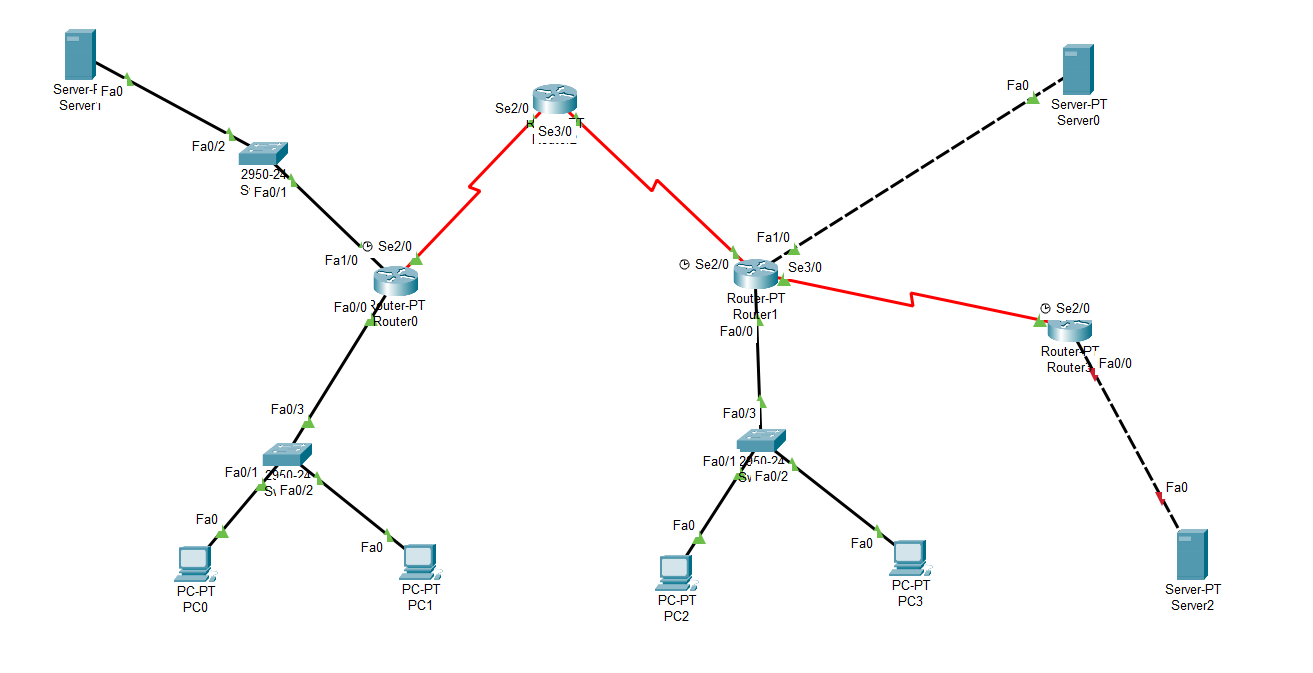 Server1
Fa0
Fa0/2
2950-24
Fa0/1
Se2/0
Fa1/0
Fa0/0
Router-PT
Router0
Se2/0
Se3/0
Fa0
Server-PT
Server0
Fa1/0
Se2/0
Se3/0
Router-PT
Router1
Fa0/0
Se2/0
Router-PT
Router3
Fa0/0
Fa0
Server-PT
Server2
Fa0/3
Fa0/1
2950-24
Fa0/2
Fa0
Fa0
PC-PT
PC0
PC-PT
PC1
Fa0/3
Fa0/1
2950-24
Fa0/2
Fa0
Fa0
PC-PT
PC2
PC-PT
PC3